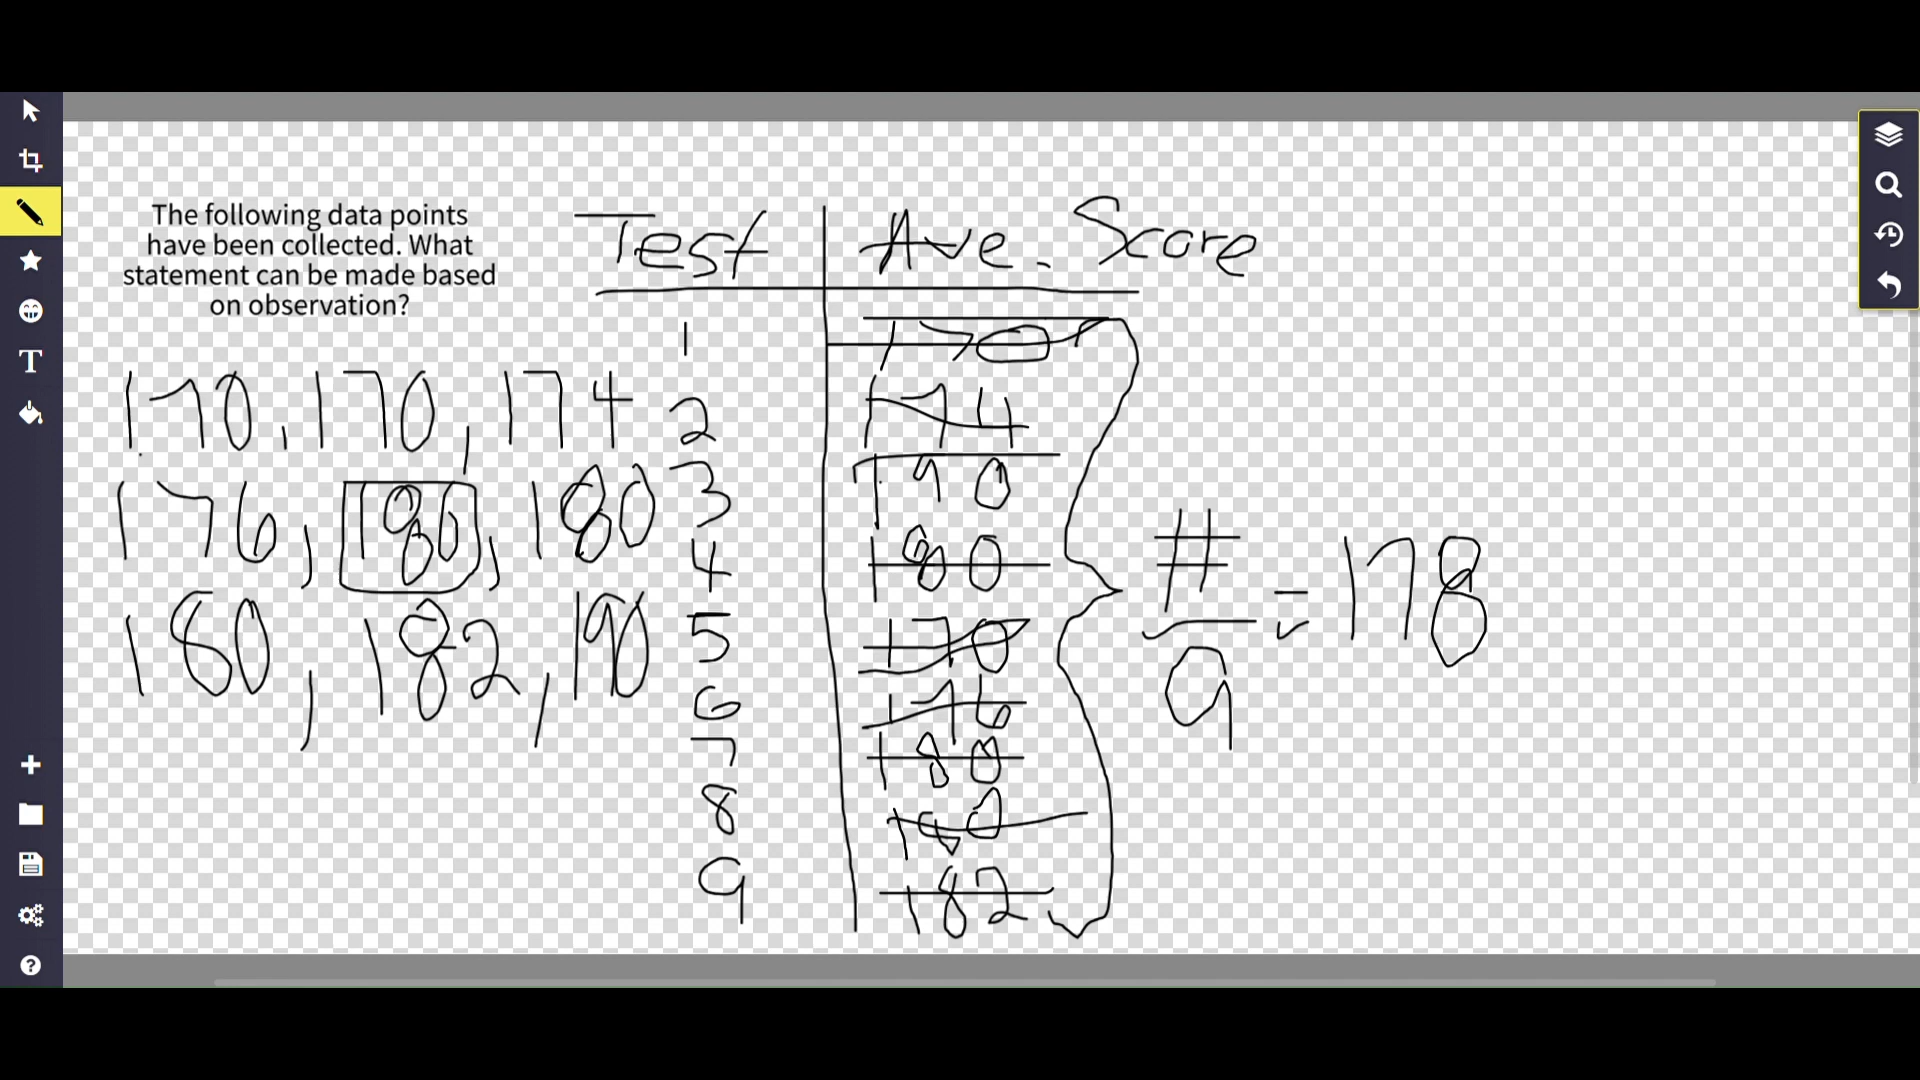 The following data points
have been collected. What
statement can be made based
on observation?
170, 170, 174
176, 180, 180
180, 182, 190
Test Ave. Score
1 170
2 174
3 190
4 180
5 170
6 176
7 180
8 180
9 182
#
9
= 178
T